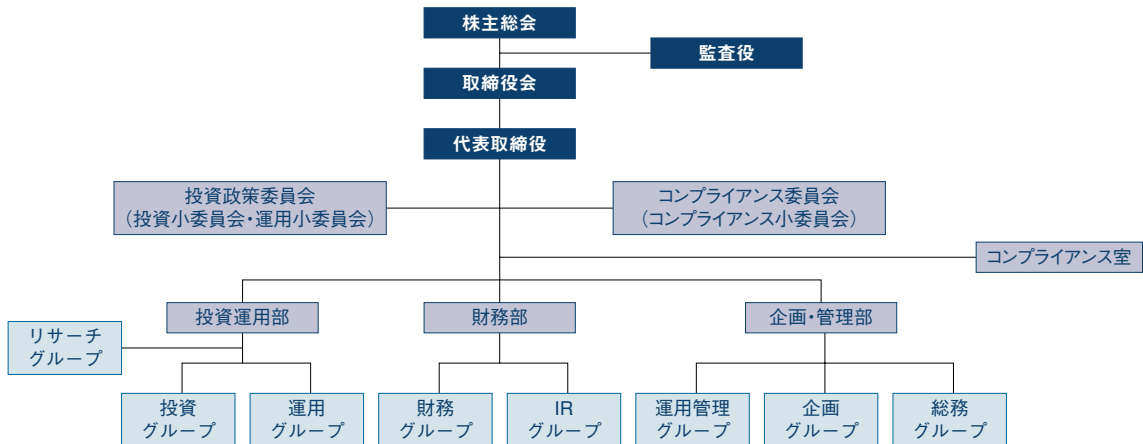 株主総会
監査役
取締役会
代表取締役
投資政策委員会
（投資小委員会・運用小委員会）
コンプライアンス委員会
（コンプライアンス小委員会）
コンプライアンス室
投資運用部
財務部
企画・管理部
リサーチ
グループ
投資
グループ
運用
グループ
財務
グループ
IR
グループ
運用管理
グループ
企画
グループ
総務
グループ